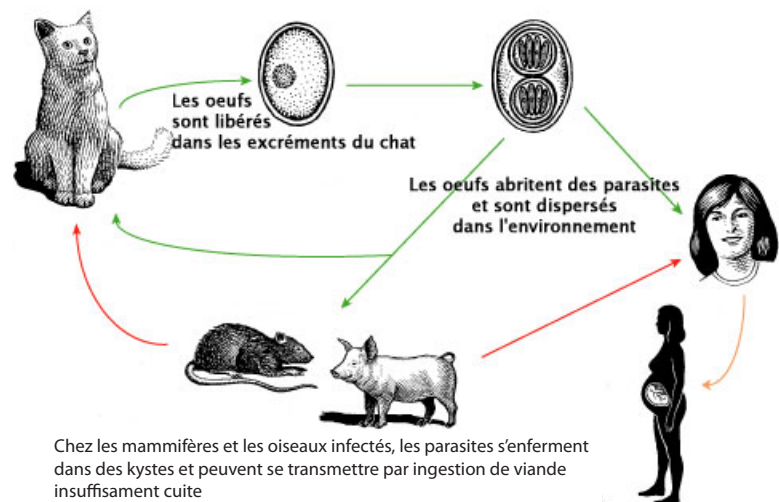 Les oeufs
sont libérés
dans les excréments du chat
Les oeufs abritent des parasites
et sont dispersés
dans l'environnement
Chez les mammifères et les oiseaux infectés, les parasites s’enferment
dans des kystes et peuvent se transmettre par ingestion de viande
insuffisament cuite